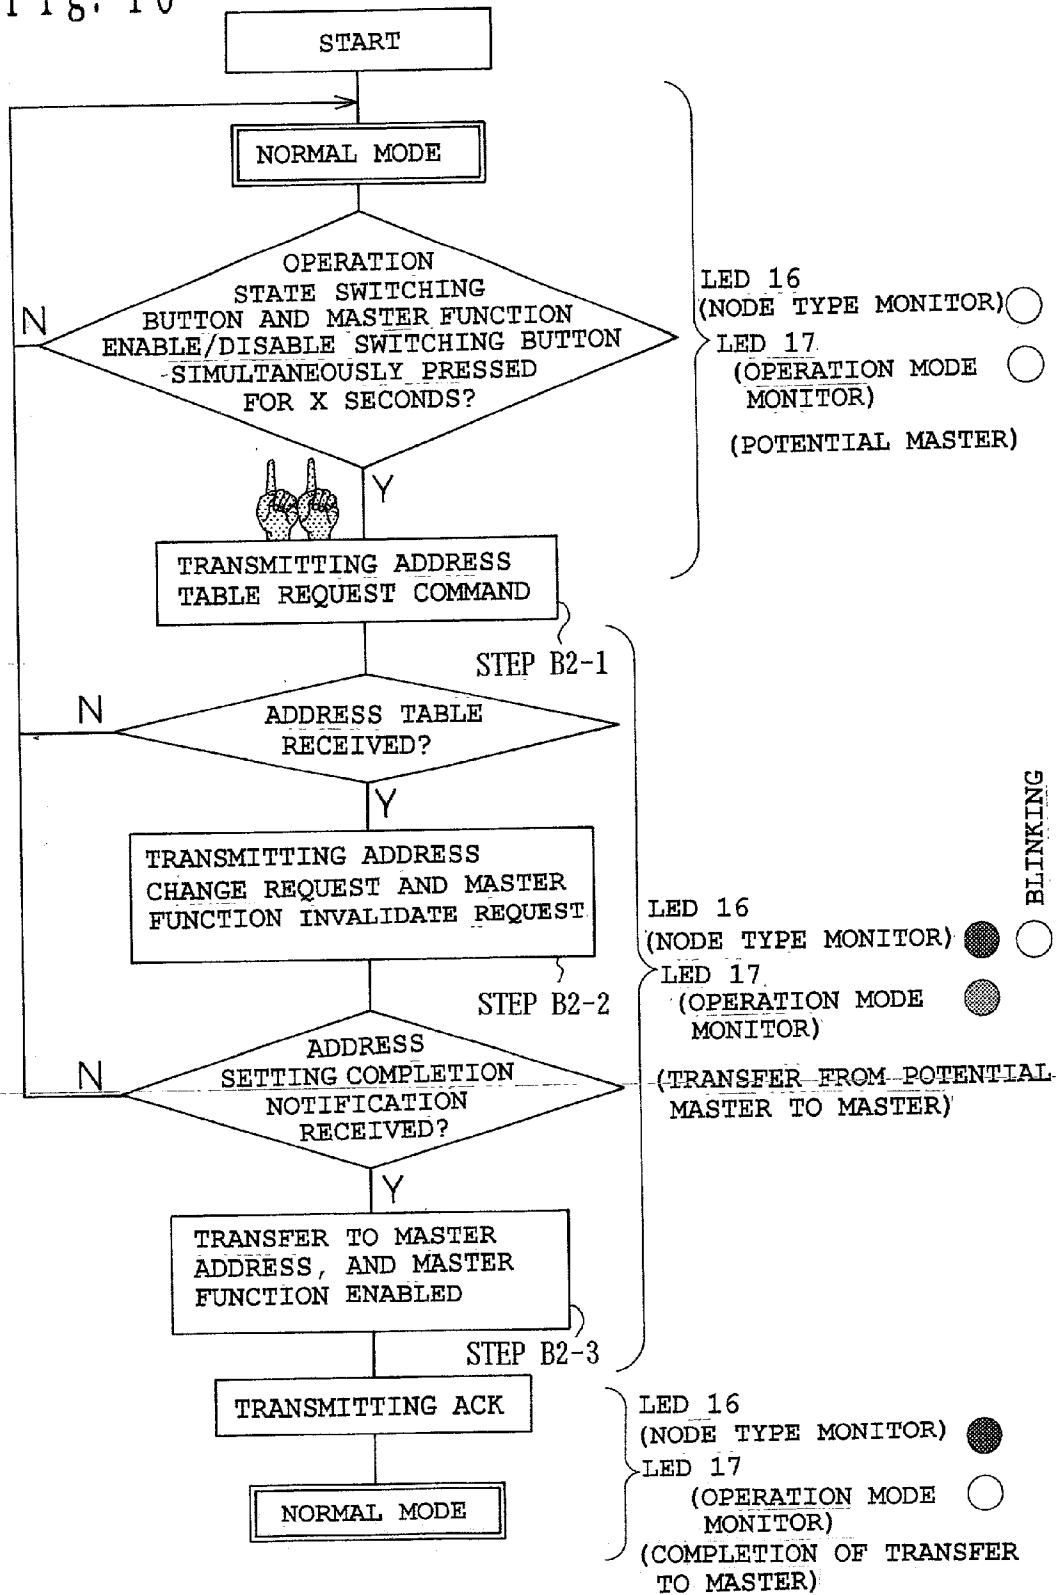 Fig. 10
START
NORMAL MODE
OPERATION
STATE SWITCHING
BUTTON AND MASTER FUNCTION
ENABLE/DISABLE SWITCHING BUTTON
SIMULTANEOUSLY PRESSED
FOR X SECONDS?
N
Y
LED 16
(NODE TYPE MONITOR)
LED 17
(OPERATION MODE
MONITOR)
(POTENTIAL MASTER)
TRANSMITTING ADDRESS
TABLE REQUEST COMMAND
STEP B2-1
ADDRESS TABLE
RECEIVED?
N
Y
TRANSMITTING ADDRESS
CHANGE REQUEST AND MASTER
FUNCTION INVALIDATE REQUEST
STEP B2-2
BLINKING
LED 16
(NODE TYPE MONITOR)
LED 17
(OPERATION MODE
MONITOR)
(TRANSFER FROM POTENTIAL
MASTER TO MASTER)
ADDRESS
SETTING COMPLETION
NOTIFICATION
RECEIVED?
N
Y
TRANSFER TO MASTER
ADDRESS, AND MASTER
FUNCTION ENABLED
STEP B2-3
TRANSMITTING ACK
NORMAL MODE
LED 16
(NODE TYPE MONITOR)
LED 17
(OPERATION MODE
MONITOR)
(COMPLETION OF TRANSFER
TO MASTER)